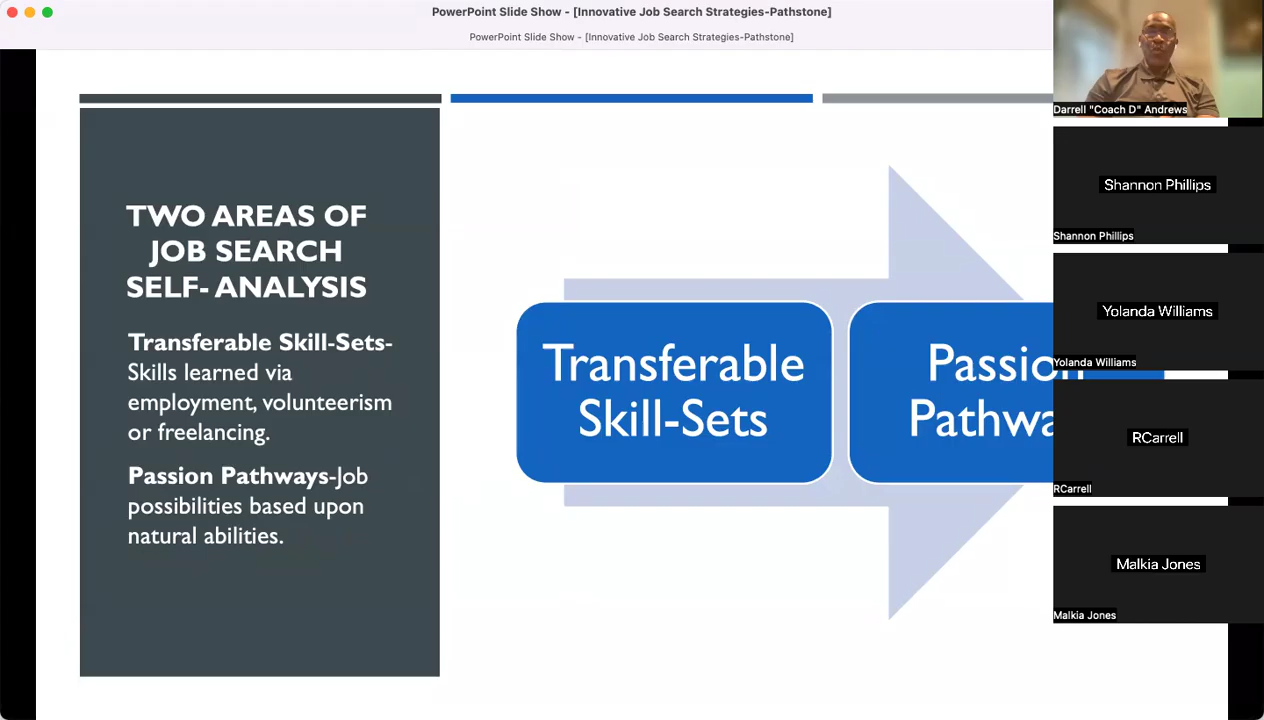 PowerPoint Slide Show - [Innovative Job Search Strategies-Pathstone]
PowerPoint Slide Show - [Innovative Job Search Strategies-Pathstone]
TWO AREAS OF
JOB SEARCH
SELF- ANALYSIS
Transferable Skill-Sets-
Skills learned via
employment, volunteerism
or freelancing.
Passion Pathways-Job
possibilities based upon
natural abilities.
Transferable
Skill-Sets
Passion
Pathwa
Darrell "Coach D" Andrews
Shannon Phillips
Shannon Phillips
Yolanda Williams
Yolanda Williams
RCarrell
RCarrell
Malkia Jones
Malkia Jones